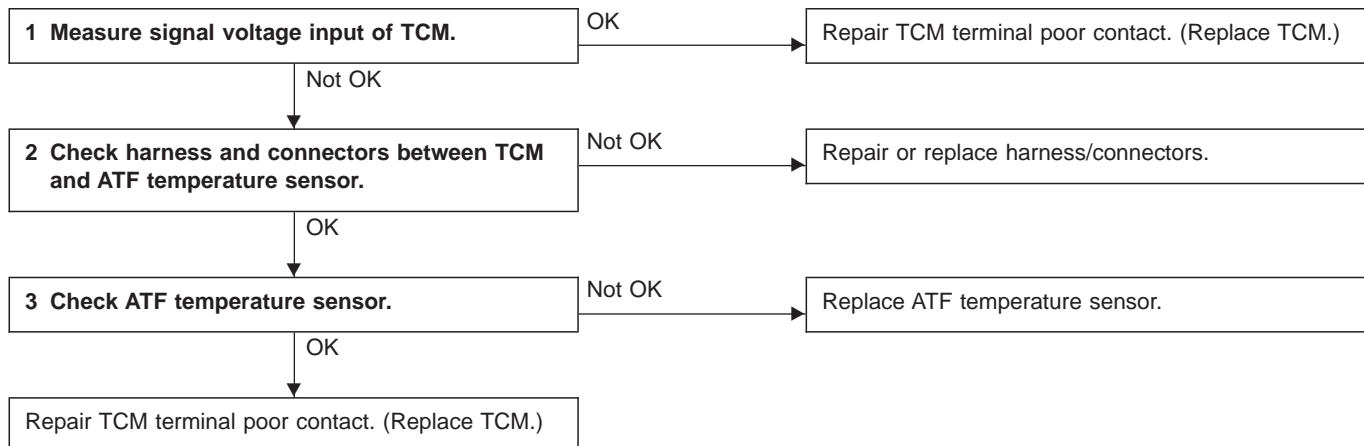 1 Measure signal voltage input of TCM.
OK
Repair TCM terminal poor contact. (Replace TCM.)
Not OK
2 Check harness and connectors between TCM
and ATF temperature sensor.
Not OK
Repair or replace harness/connectors.
OK
3 Check ATF temperature sensor.
Not OK
Replace ATF temperature sensor.
OK
Repair TCM terminal poor contact. (Replace TCM.)